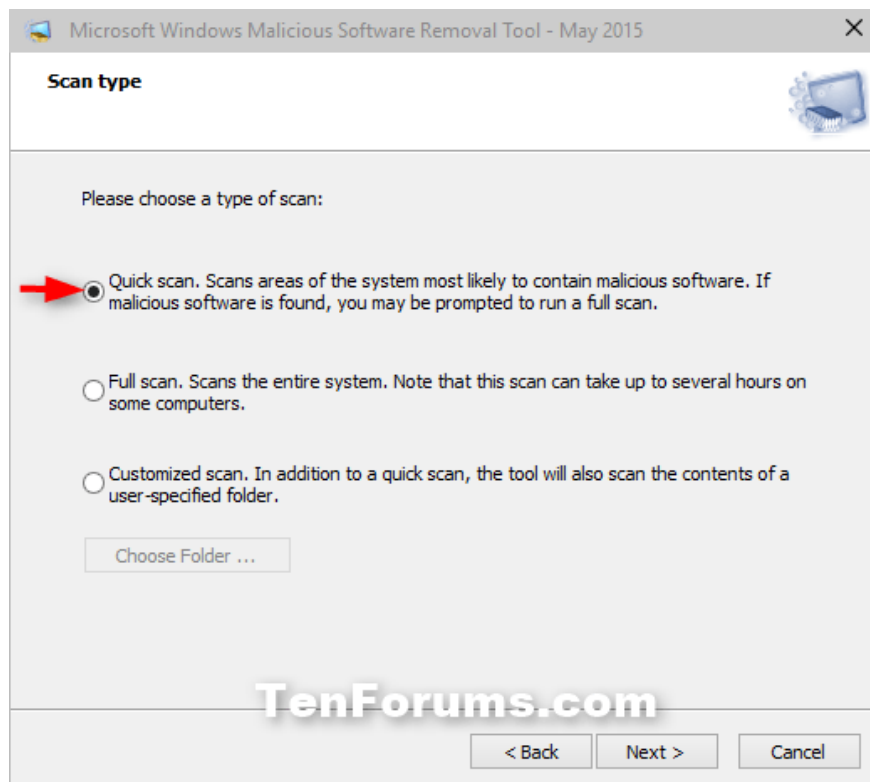 Microsoft Windows Malicious Software Removal Tool - May 2015
Scan type
Please choose a type of scan:
Quick scan. Scans areas of the system most likely to contain malicious software. If
malicious software is found, you may be prompted to run a full scan.
Full scan. Scans the entire system. Note that this scan can take up to several hours on
some computers.
Customized scan. In addition to a quick scan, the tool will also scan the contents of a
user-specified folder.
Choose Folder ...
TenForums.com
< Back
Next >
Cancel